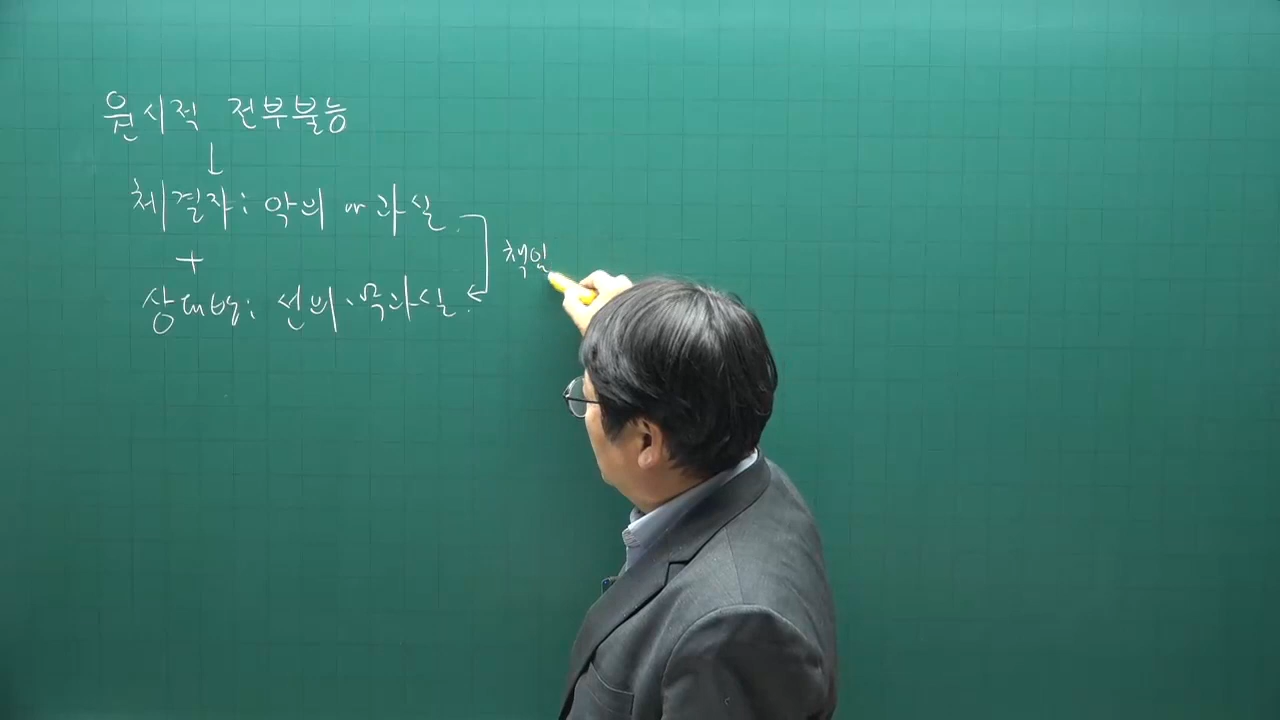 원시적 전부불능
↓
체결자: 악의 or 과실.
+
상대방: 선의·무과실.
책임